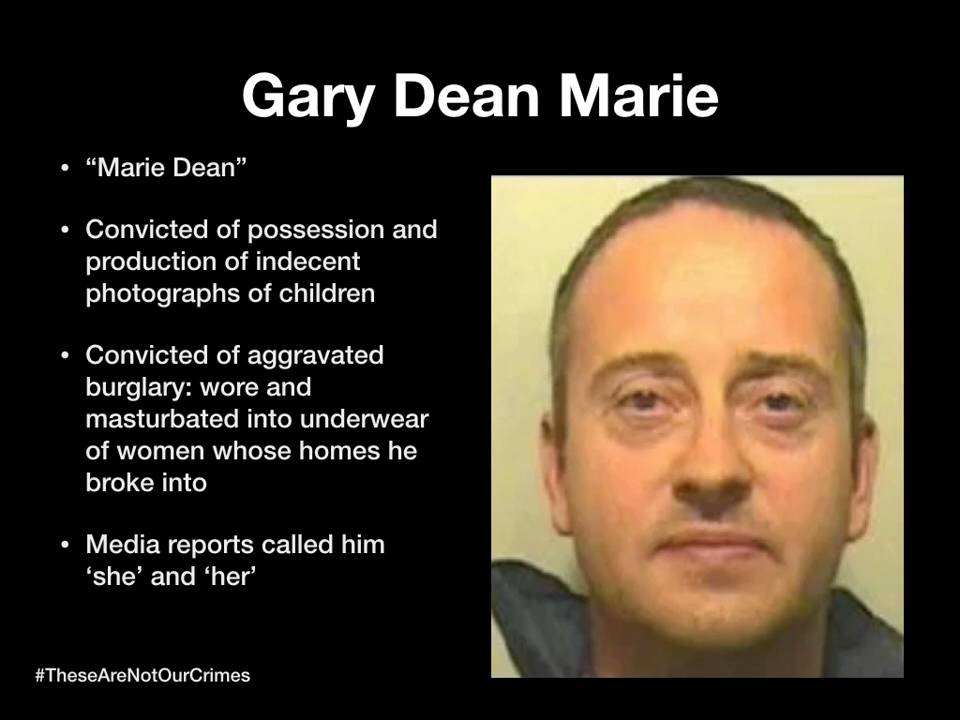 Gary Dean Marie
• “Marie Dean”
• Convicted of possession and
production of indecent
photographs of children
• Convicted of aggravated
burglary: wore and
masturbated into underwear
of women whose homes he
broke into
• Media reports called him
‘she’ and ‘her’
#TheseAreNotOurCrimes